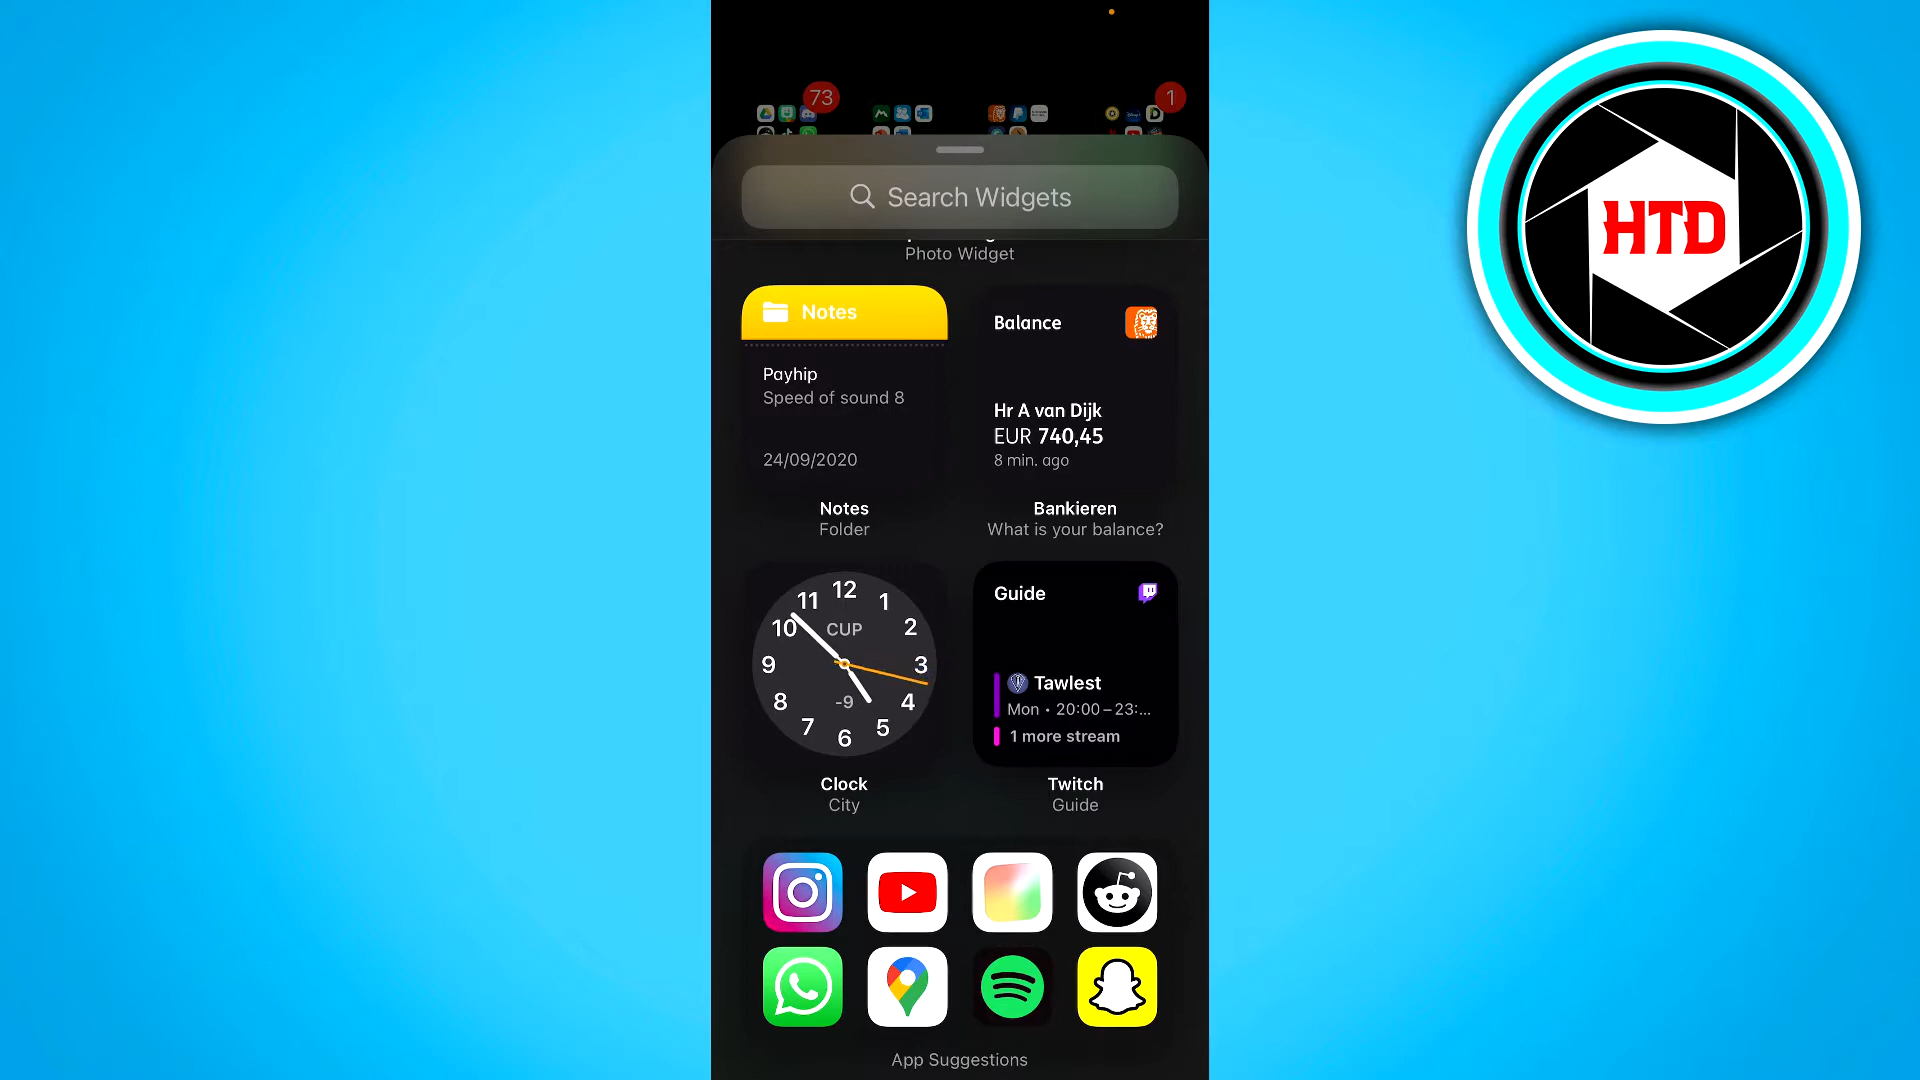 73
1
Search Widgets
Photo Widget
Notes
Payhip
Speed of sound 8
24/09/2020
Notes
Folder
Balance
Hr A van Dijk
EUR 740,45
8 min. ago
Bankieren
What is your balance?
12
1
2
3
4
5
6
7
8
9
10
11
CUP
-9
Clock
City
Guide
Tawlest
Mon • 20:00–23:...
1 more stream
Twitch
Guide
App Suggestions
HTD